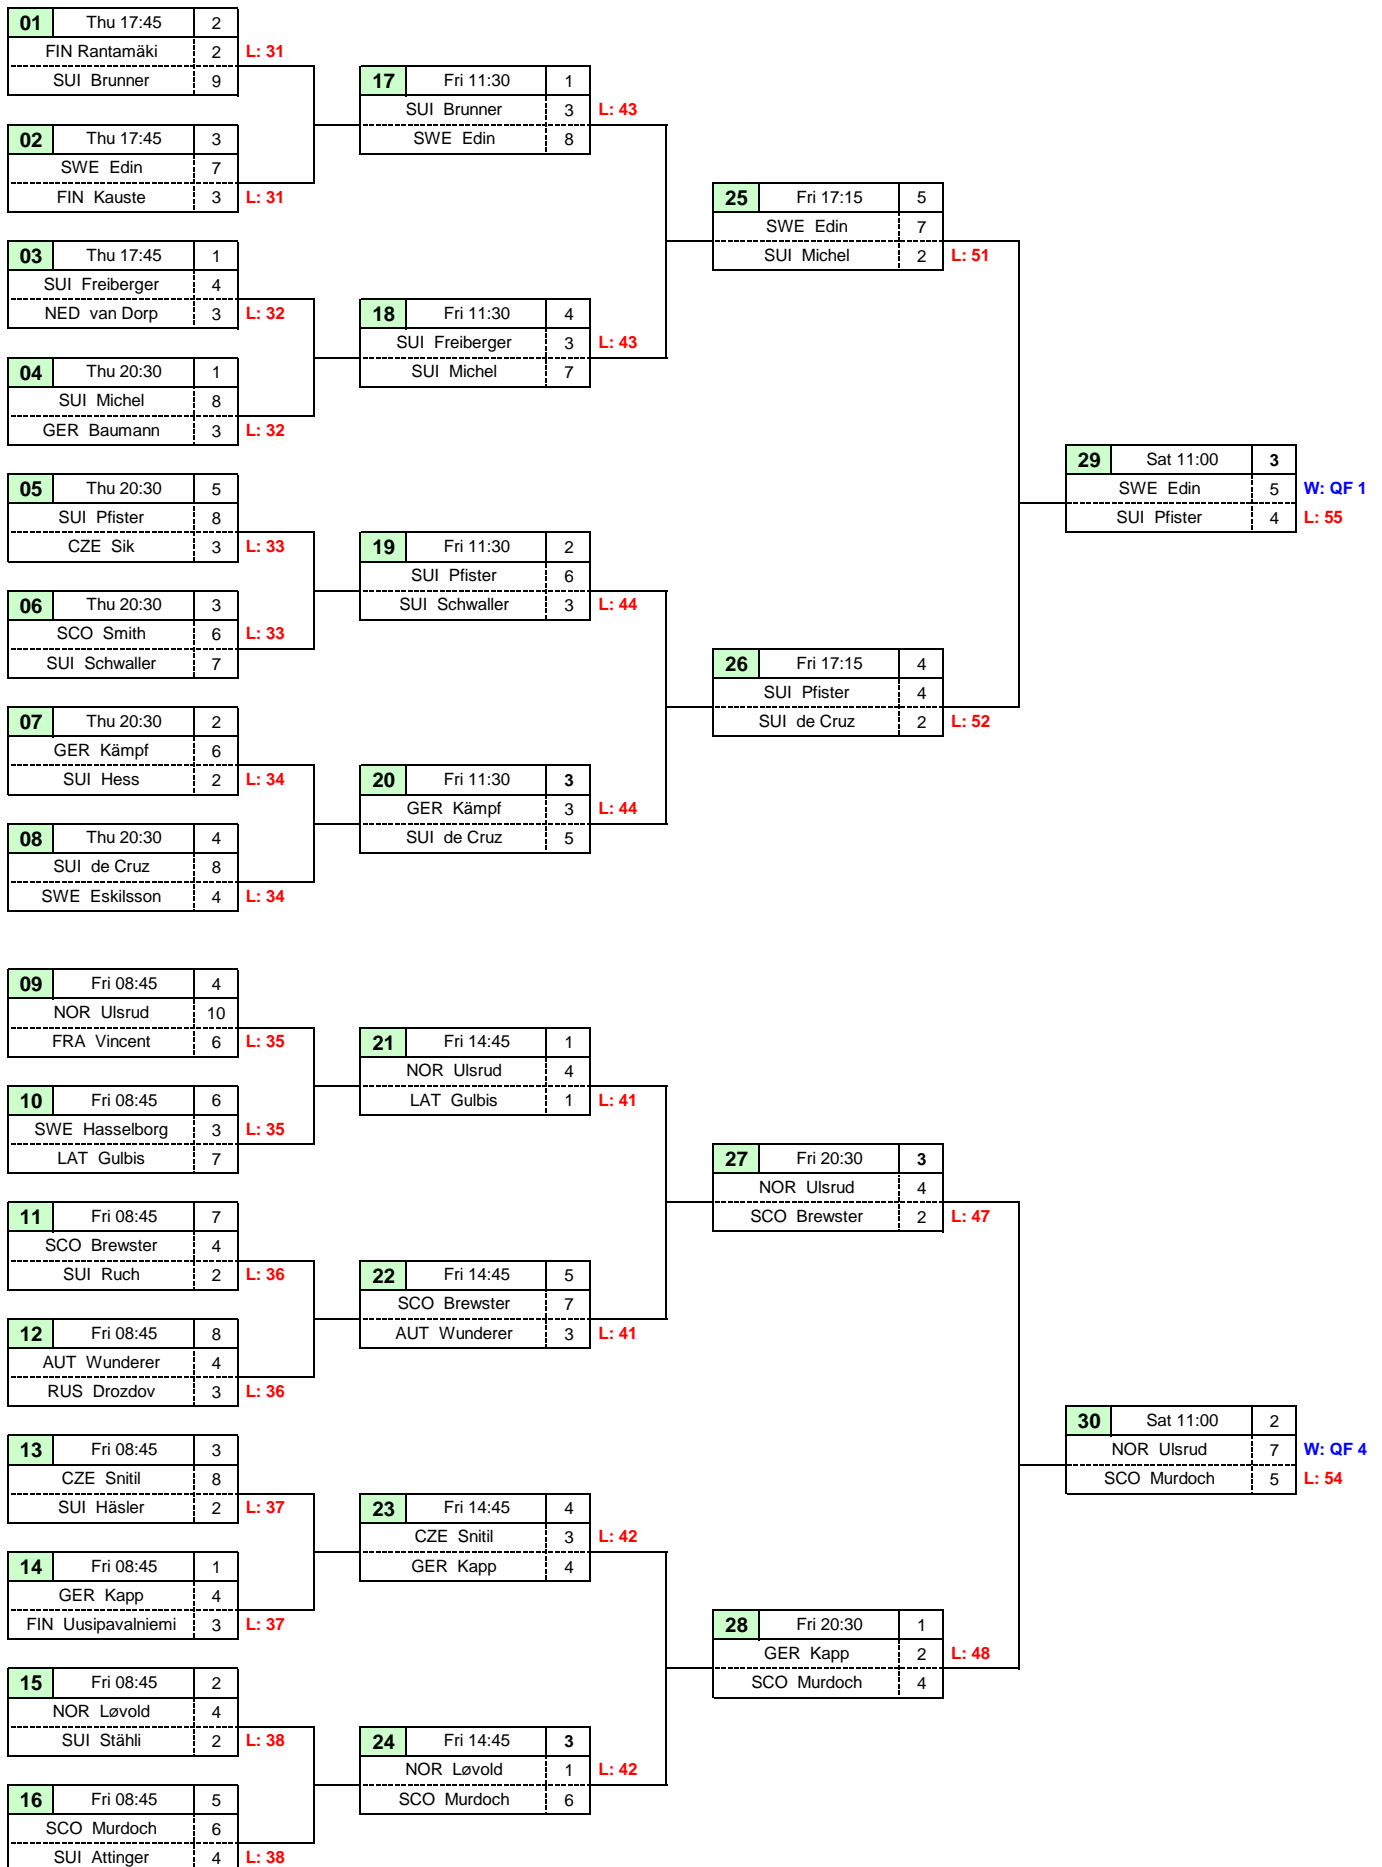 01 Thu 17:45 2
FIN Rantamäki 2 L: 31
SUI Brunner 9
02 Thu 17:45 3
SWE Edin 7
FIN Kauste 3 L: 31
03 Thu 17:45 1
SUI Freiberger 4
NED van Dorp 3 L: 32
04 Thu 20:30 1
SUI Michel 8
GER Baumann 3 L: 32
05 Thu 20:30 5
SUI Pfister 8
CZE Sik 3 L: 33
06 Thu 20:30 3
SCO Smith 6 L: 33
SUI Schwaller 7
07 Thu 20:30 2
GER Kämpf 6
SUI Hess 2 L: 34
08 Thu 20:30 4
SUI de Cruz 8
SWE Eskilsson 4 L: 34
17 Fri 11:30 1
SUI Brunner 3 L: 43
SWE Edin 8
18 Fri 11:30 4
SUI Freiberger 3 L: 43
SUI Michel 7
19 Fri 11:30 2
SUI Pfister 6
SUI Schwaller 3 L: 44
20 Fri 11:30 3
GER Kämpf 3 L: 44
SUI de Cruz 5
25 Fri 17:15 5
SWE Edin 7
SUI Michel 2 L: 51
26 Fri 17:15 4
SUI Pfister 4
SUI de Cruz 2 L: 52
29 Sat 11:00 3
SWE Edin 5 W: QF 1
SUI Pfister 4 L: 55
09 Fri 08:45 4
NOR Ulsrud 10
FRA Vincent 6 L: 35
10 Fri 08:45 6
SWE Hasselborg 3 L: 35
LAT Gulbis 7
11 Fri 08:45 7
SCO Brewster 4
SUI Ruch 2 L: 36
12 Fri 08:45 8
AUT Wunderer 4
RUS Drozdov 3 L: 36
13 Fri 08:45 3
CZE Snitil 8
SUI Häsler 2 L: 37
14 Fri 08:45 1
GER Kapp 4
FIN Uusipavalniemi 3 L: 37
15 Fri 08:45 2
NOR Løvold 4
SUI Stähli 2 L: 38
16 Fri 08:45 5
SCO Murdoch 6
SUI Attinger 4 L: 38
21 Fri 14:45 1
NOR Ulsrud 4
LAT Gulbis 1 L: 41
22 Fri 14:45 5
SCO Brewster 7
AUT Wunderer 3 L: 41
23 Fri 14:45 4
CZE Snitil 3 L: 42
GER Kapp 4
24 Fri 14:45 3
NOR Løvold 1 L: 42
SCO Murdoch 6
27 Fri 20:30 3
NOR Ulsrud 4
SCO Brewster 2 L: 47
28 Fri 20:30 1
GER Kapp 2 L: 48
SCO Murdoch 4
30 Sat 11:00 2
NOR Ulsrud 7 W: QF 4
SCO Murdoch 5 L: 54